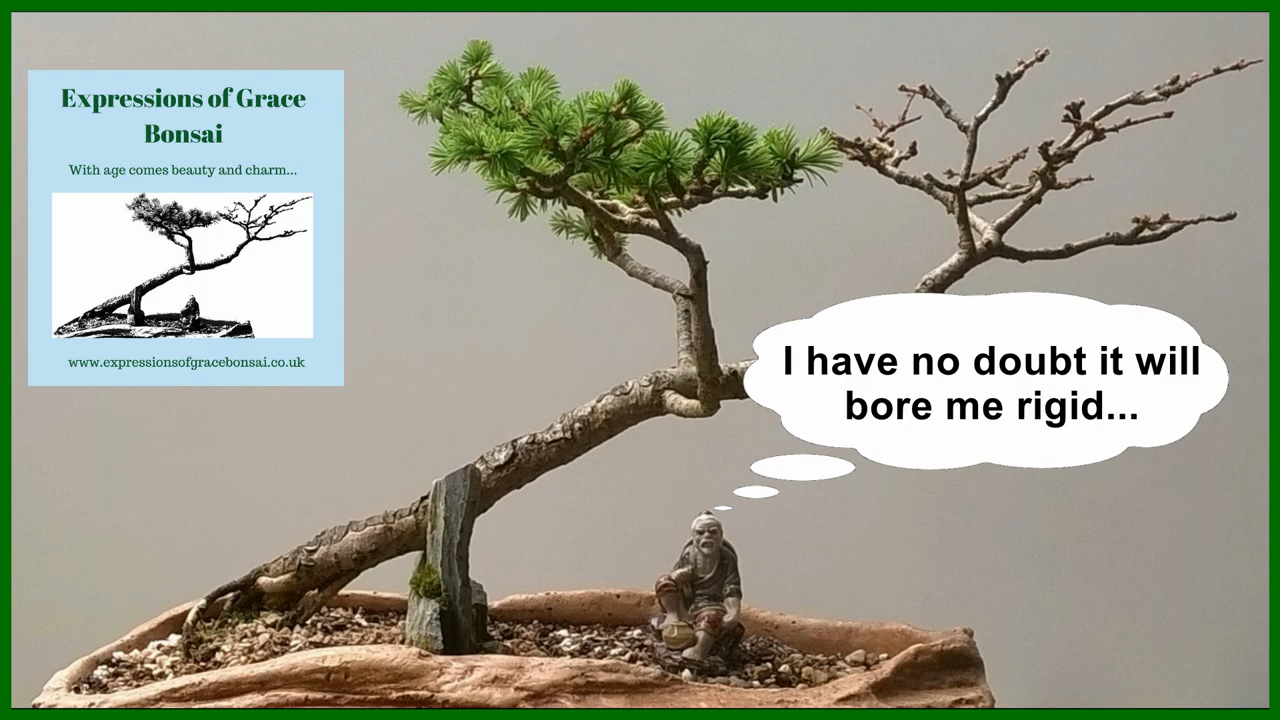 Expressions of Grace
Bonsai
With age comes beauty and charm...
www.expressionsofgracebonsai.co.uk
I have no doubt it will
bore me rigid...